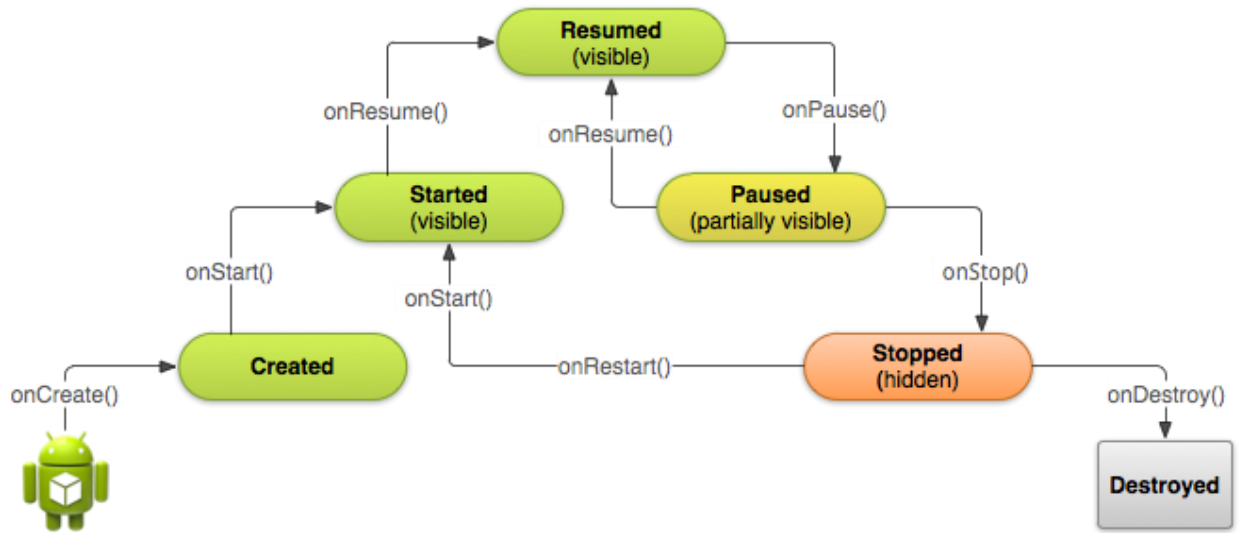 Resumed
(visible)
onResume()
onResume()
onPause()
Started
(visible)
Paused
(partially visible)
onStart()
onStart()
onStop()
Created
onRestart()
Stopped
(hidden)
onCreate()
onDestroy()
Destroyed